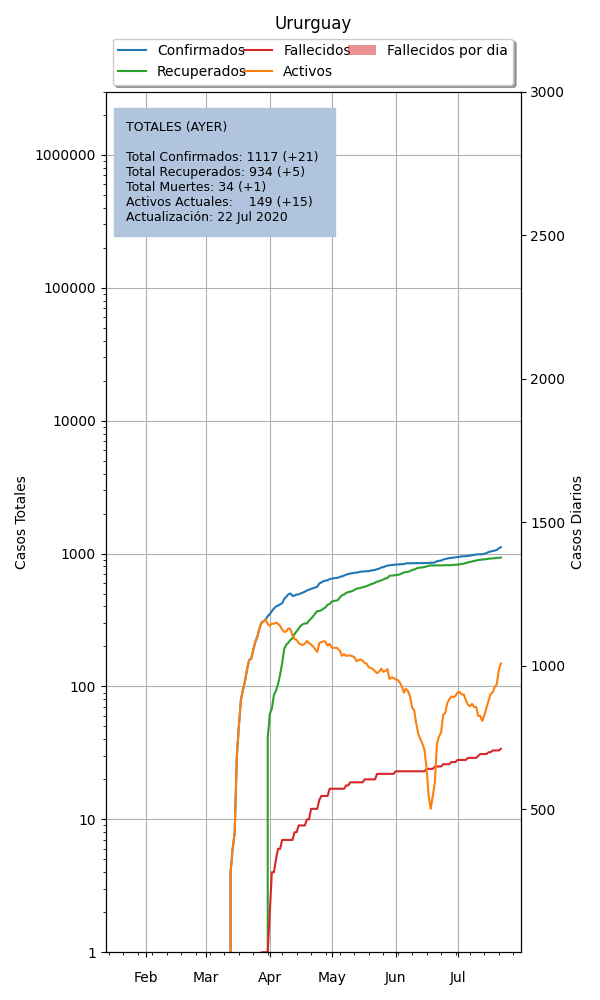 Ururguay
Confirmados Fallecidos Fallecidos por dia
Recuperados Activos
TOTALES (AYER)
Total Confirmados: 1117 (+21)
Total Recuperados: 934 (+5)
Total Muertes: 34 (+1)
Activos Actuales: 149 (+15)
Actualización: 22 Jul 2020
Casos Totales
1000000
100000
10000
1000
100
10
1
Casos Diarios
3000
2500
2000
1500
1000
500
Feb Mar Apr May Jun Jul